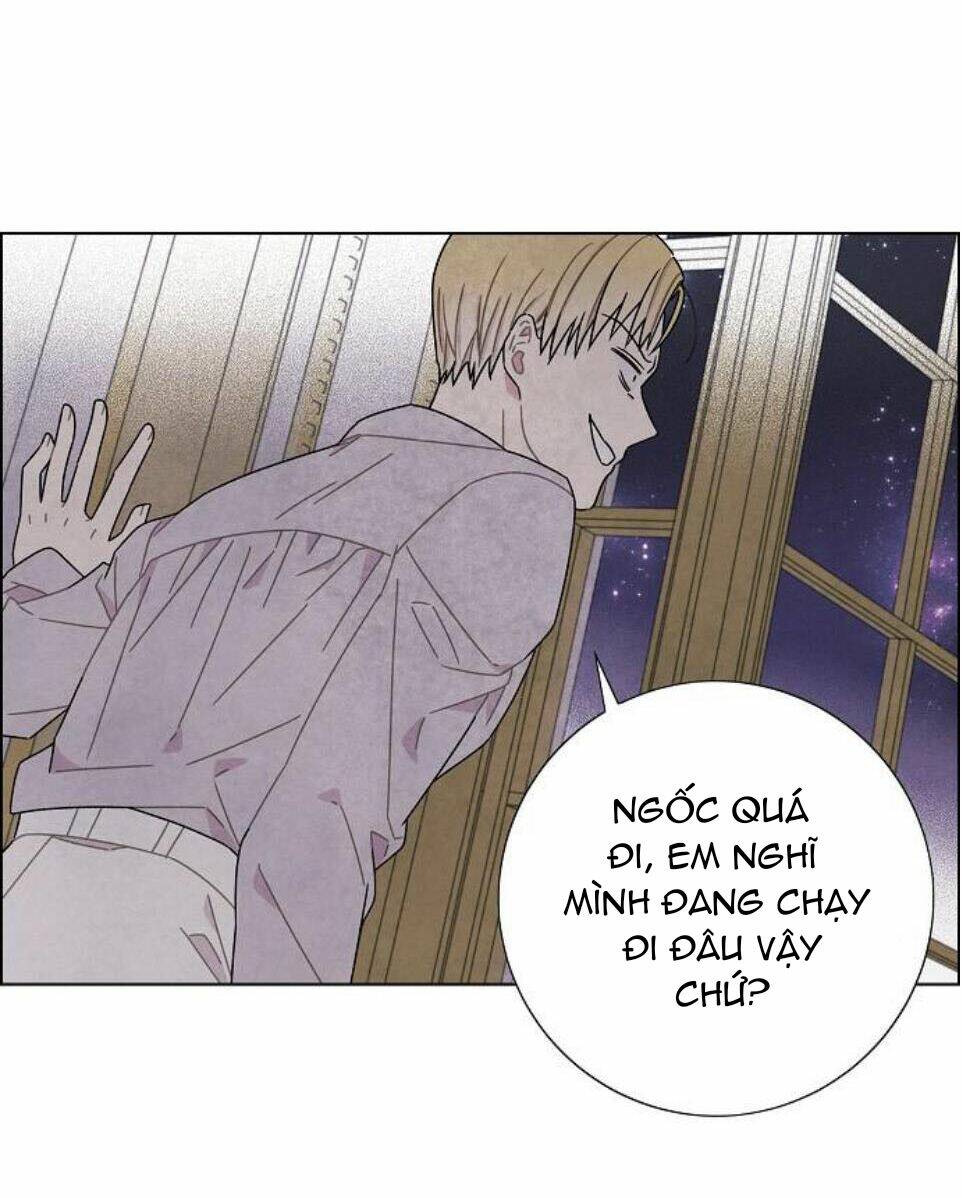 NGỐC QUÁ
ĐI, EM NGHĨ
MÌNH ĐANG CHẠY
ĐI ĐÂU VẬY
CHỨ?